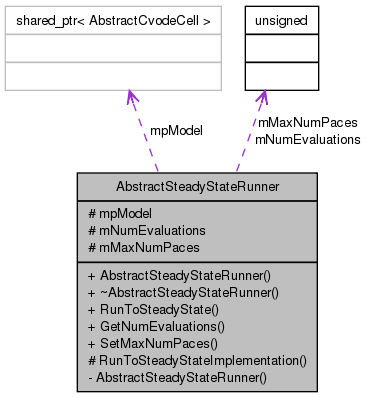 shared_ptr< AbstractCvodeCell >
unsigned
mpModel
mMaxNumPaces
mNumEvaluations
AbstractSteadyStateRunner
# mpModel
# mNumEvaluations
# mMaxNumPaces
+ AbstractSteadyStateRunner()
+ ~AbstractSteadyStateRunner()
+ RunToSteadyState()
+ GetNumEvaluations()
+ SetMaxNumPaces()
# RunToSteadyStateImplementation()
- AbstractSteadyStateRunner()